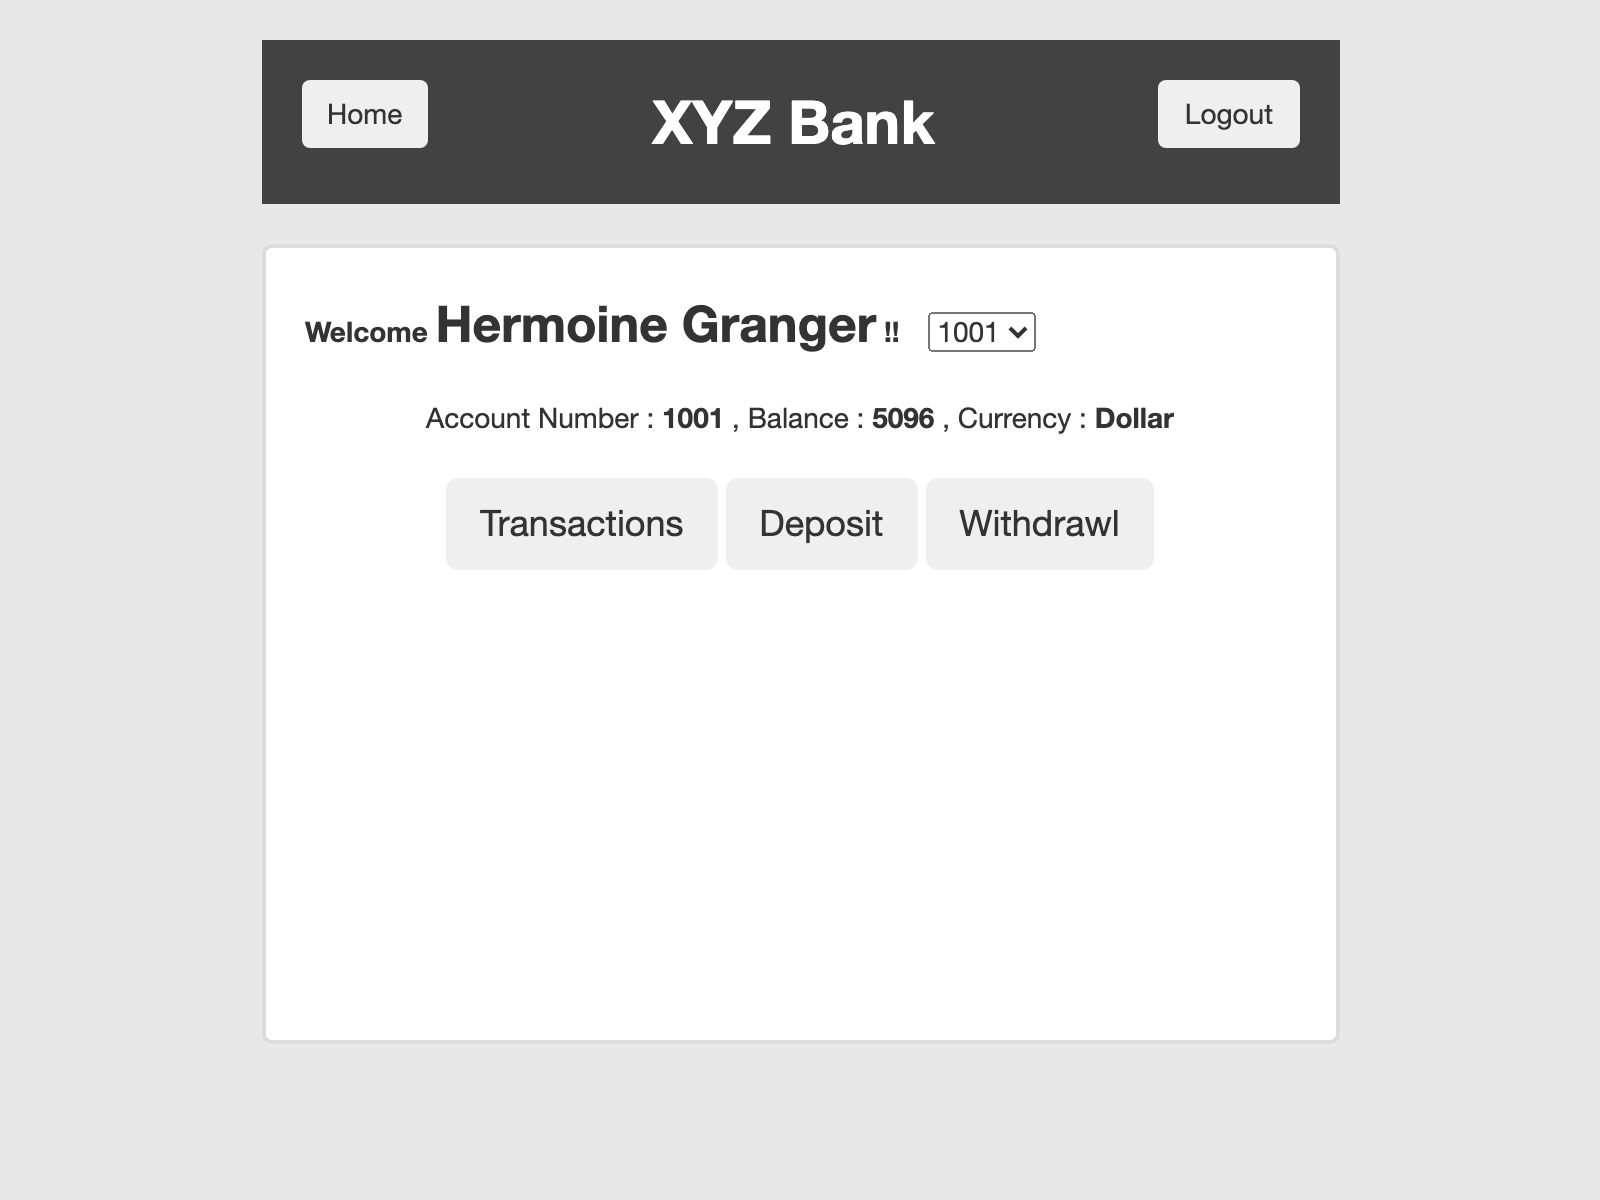 Home
XYZ Bank
Logout
Welcome Hermoine Granger !! 1001
Account Number : 1001 , Balance : 5096 , Currency : Dollar
Transactions
Deposit
Withdrawl